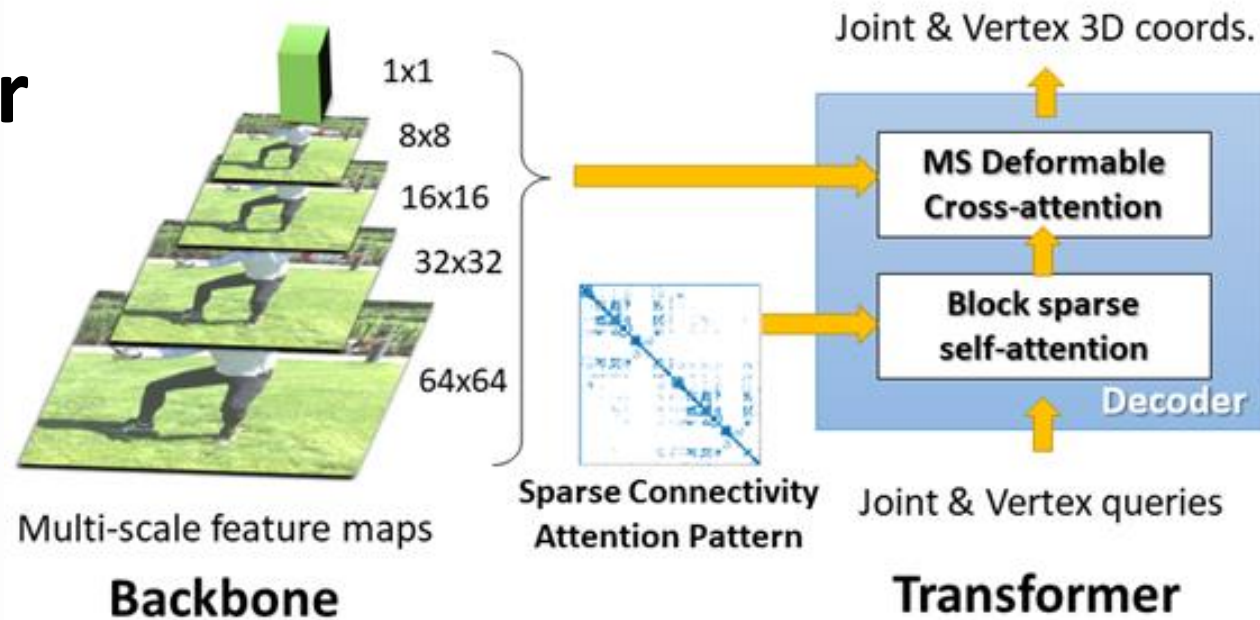 r
1x1
8x8
16x16
32x32
64x64
Multi-scale feature maps
Backbone
Sparse Connectivity
Attention Pattern
Joint & Vertex 3D coords.
MS Deformable
Cross-attention
Block sparse
self-attention
Decoder
Joint & Vertex queries
Transformer